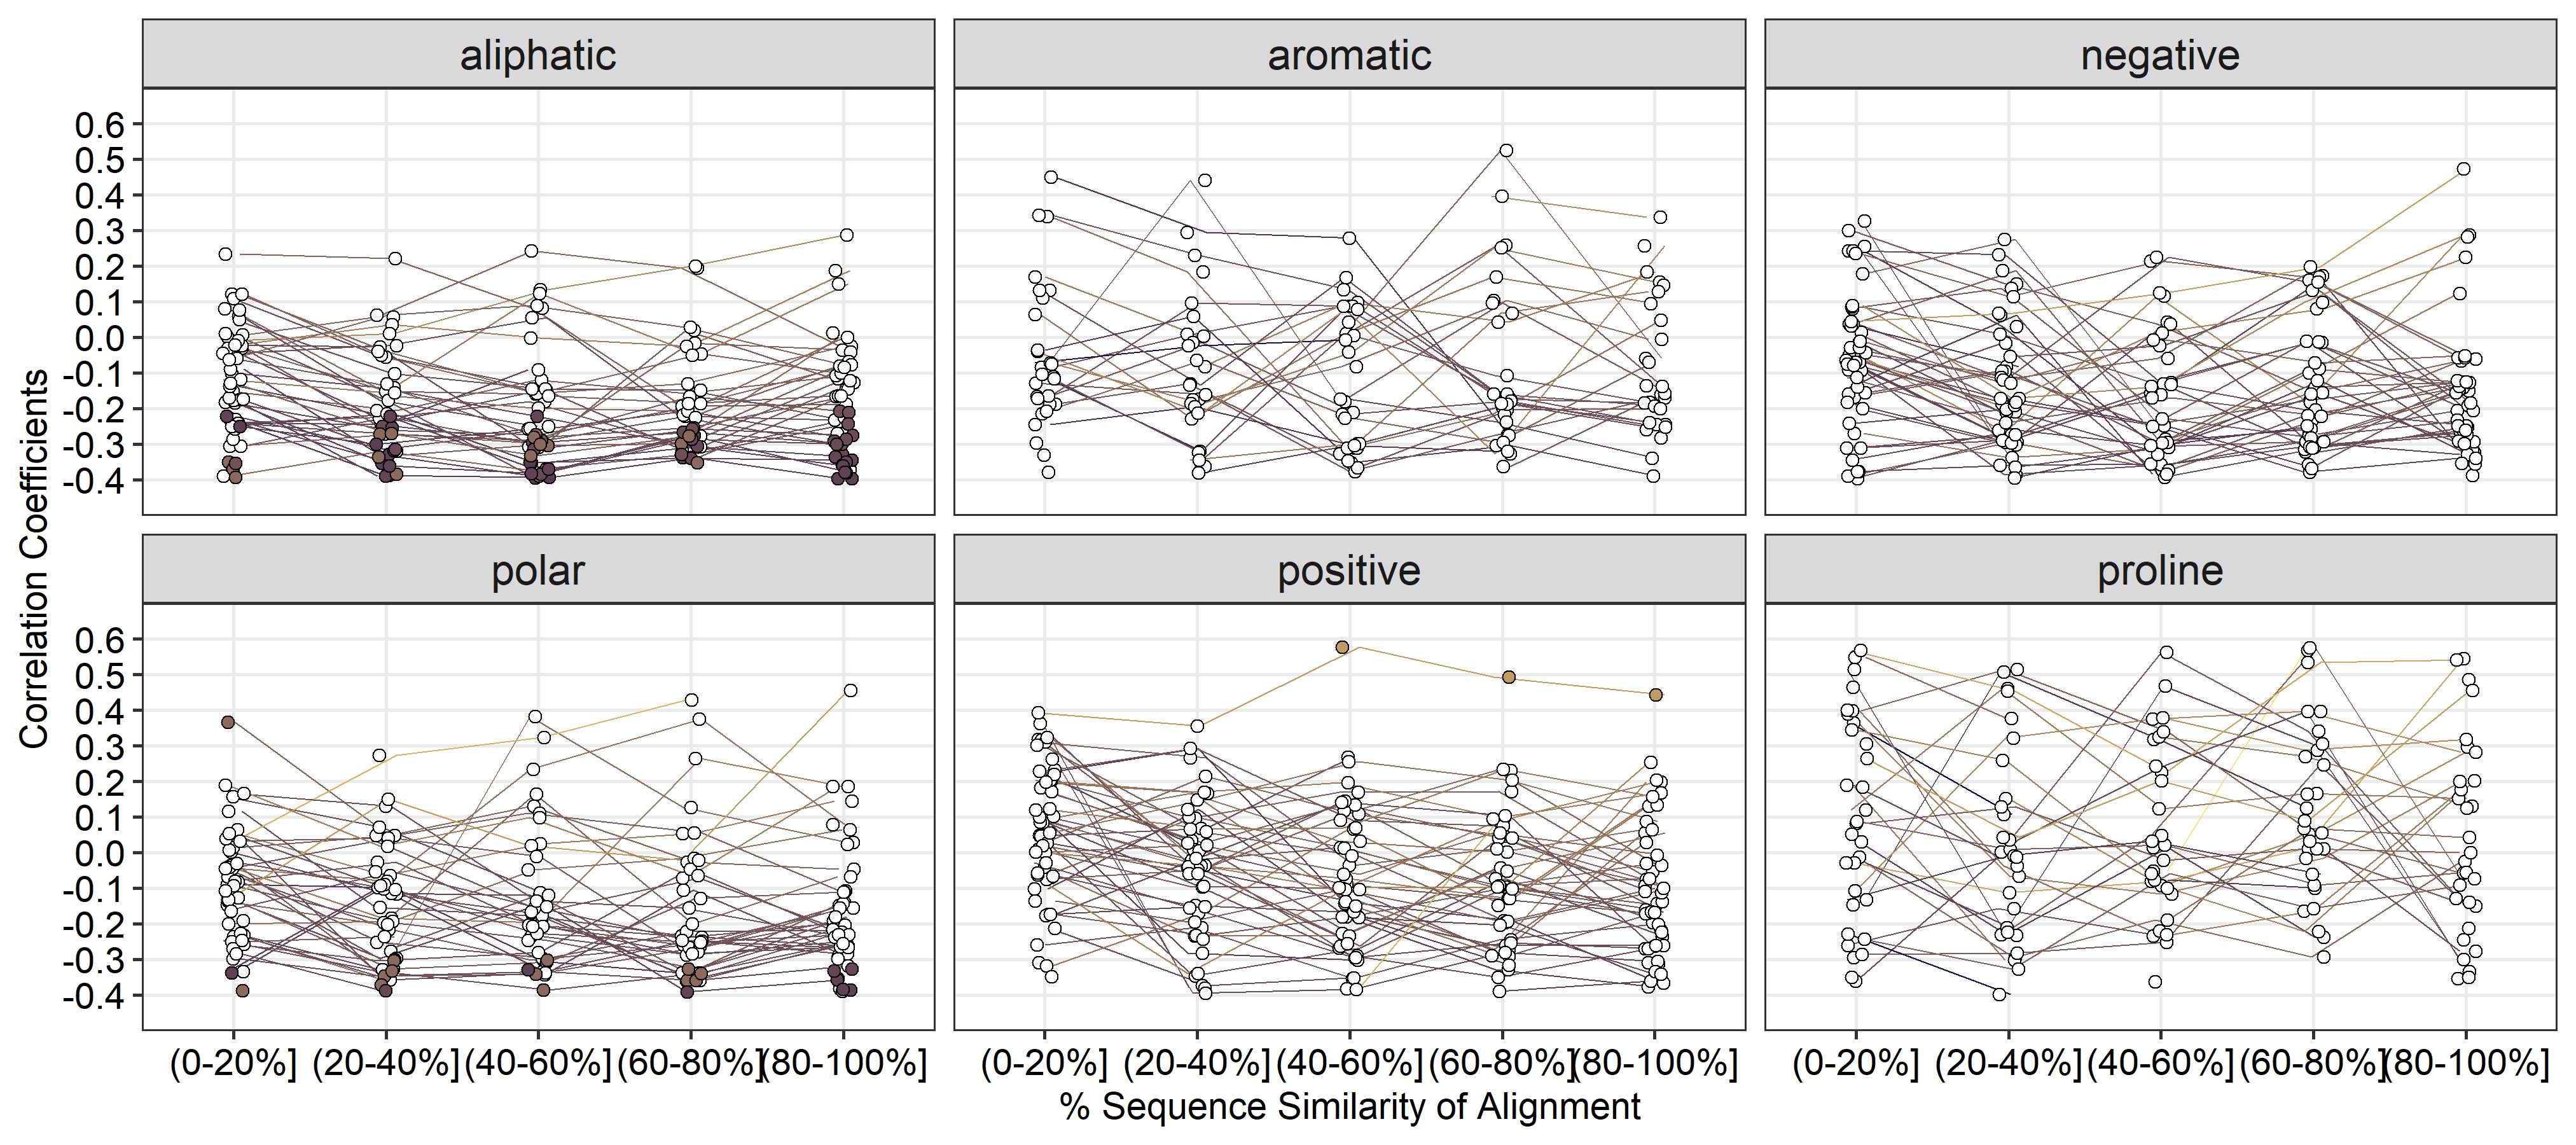 aliphatic
aromatic
negative
0.6
0.5
0.4
0.3
0.2
0.1
0.0
-0.1
-0.2
-0.3
-0.4
Correlation Coefficients
polar
positive
proline
0.6
0.5
0.4
0.3
0.2
0.1
0.0
-0.1
-0.2
-0.3
-0.4
(0-20%] (20-40%] (40-60%] (60-80%] (80-100%]
(0-20%] (20-40%] (40-60%] (60-80%] (80-100%]
(0-20%] (20-40%] (40-60%] (60-80%] (80-100%]
% Sequence Similarity of Alignment